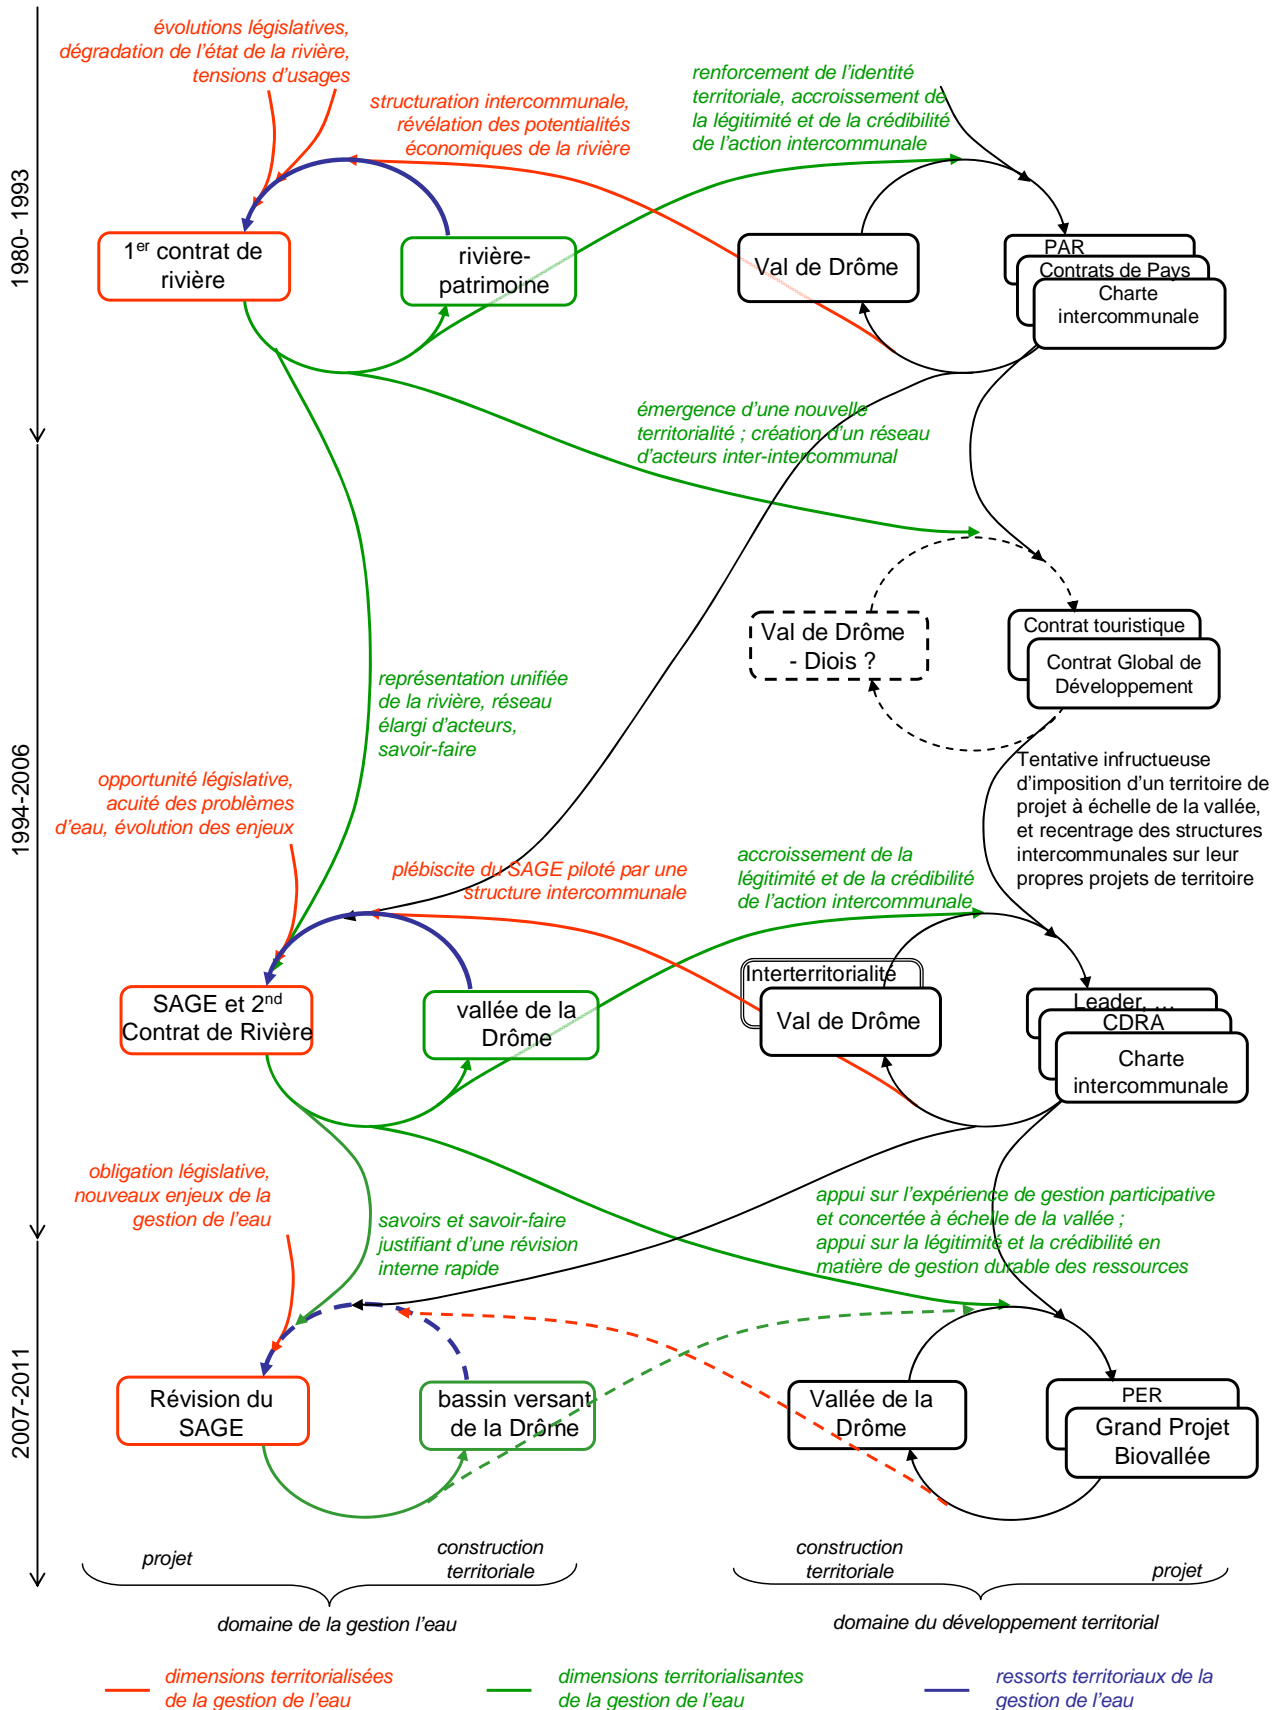 évolutions législatives,
dégradation de l'état de la rivière,
tensions d'usages
structuration intercommunale,
révélation des potentialités
économiques de la rivière
renforcement de l'identité
territoriale, accroissement de
la légitimité et de la crédibilité
de l'action intercommunale
1980- 1993
1er contrat de
rivière
rivière-
patrimoine
Val de Drôme
PAR
Contrats de Pays
Charte
intercommunale
émergence d'une nouvelle
territorialité ; création d'un réseau
d'acteurs inter-intercommunal
1994-2006
Val de Drôme
- Diois ?
Contrat touristique
Contrat Global de
Développement
représentation unifiée
de la rivière, réseau
élargi d'acteurs,
savoir-faire
Tentative infructueuse
d'imposition d'un territoire de
projet à échelle de la vallée,
et recentrage des structures
intercommunales sur leur
propres projets de territoire
opportunité législative,
acuité des problèmes
d'eau, évolution des enjeux
plébiscite du SAGE piloté par une
structure intercommunale
accroissement de la
légitimité et de la crédibilité
de l'action intercommunale
SAGE et 2nd
Contrat de Rivière
vallée de la
Drôme
Interterritorialité
Val de Drôme
Leader, …
CDRA
Charte
intercommunale
obligation législative,
nouveaux enjeux de la
gestion de l'eau
savoirs et savoir-faire
justifiant d'une révision
interne rapide
appui sur l'expérience de gestion participative
et concertée à échelle de la vallée ;
appui sur la légitimité et la crédibilité en
matière de gestion durable des ressources
2007-2011
Révision du
SAGE
bassin versant
de la Drôme
Vallée de la
Drôme
PER
Grand Projet
Biovallée
projet
construction
territoriale
construction
territoriale
projet
domaine de la gestion l'eau
domaine du développement territorial
dimensions territorialisées
de la gestion de l'eau
dimensions territorialisantes
de la gestion de l'eau
ressorts territoriaux de la
gestion de l'eau